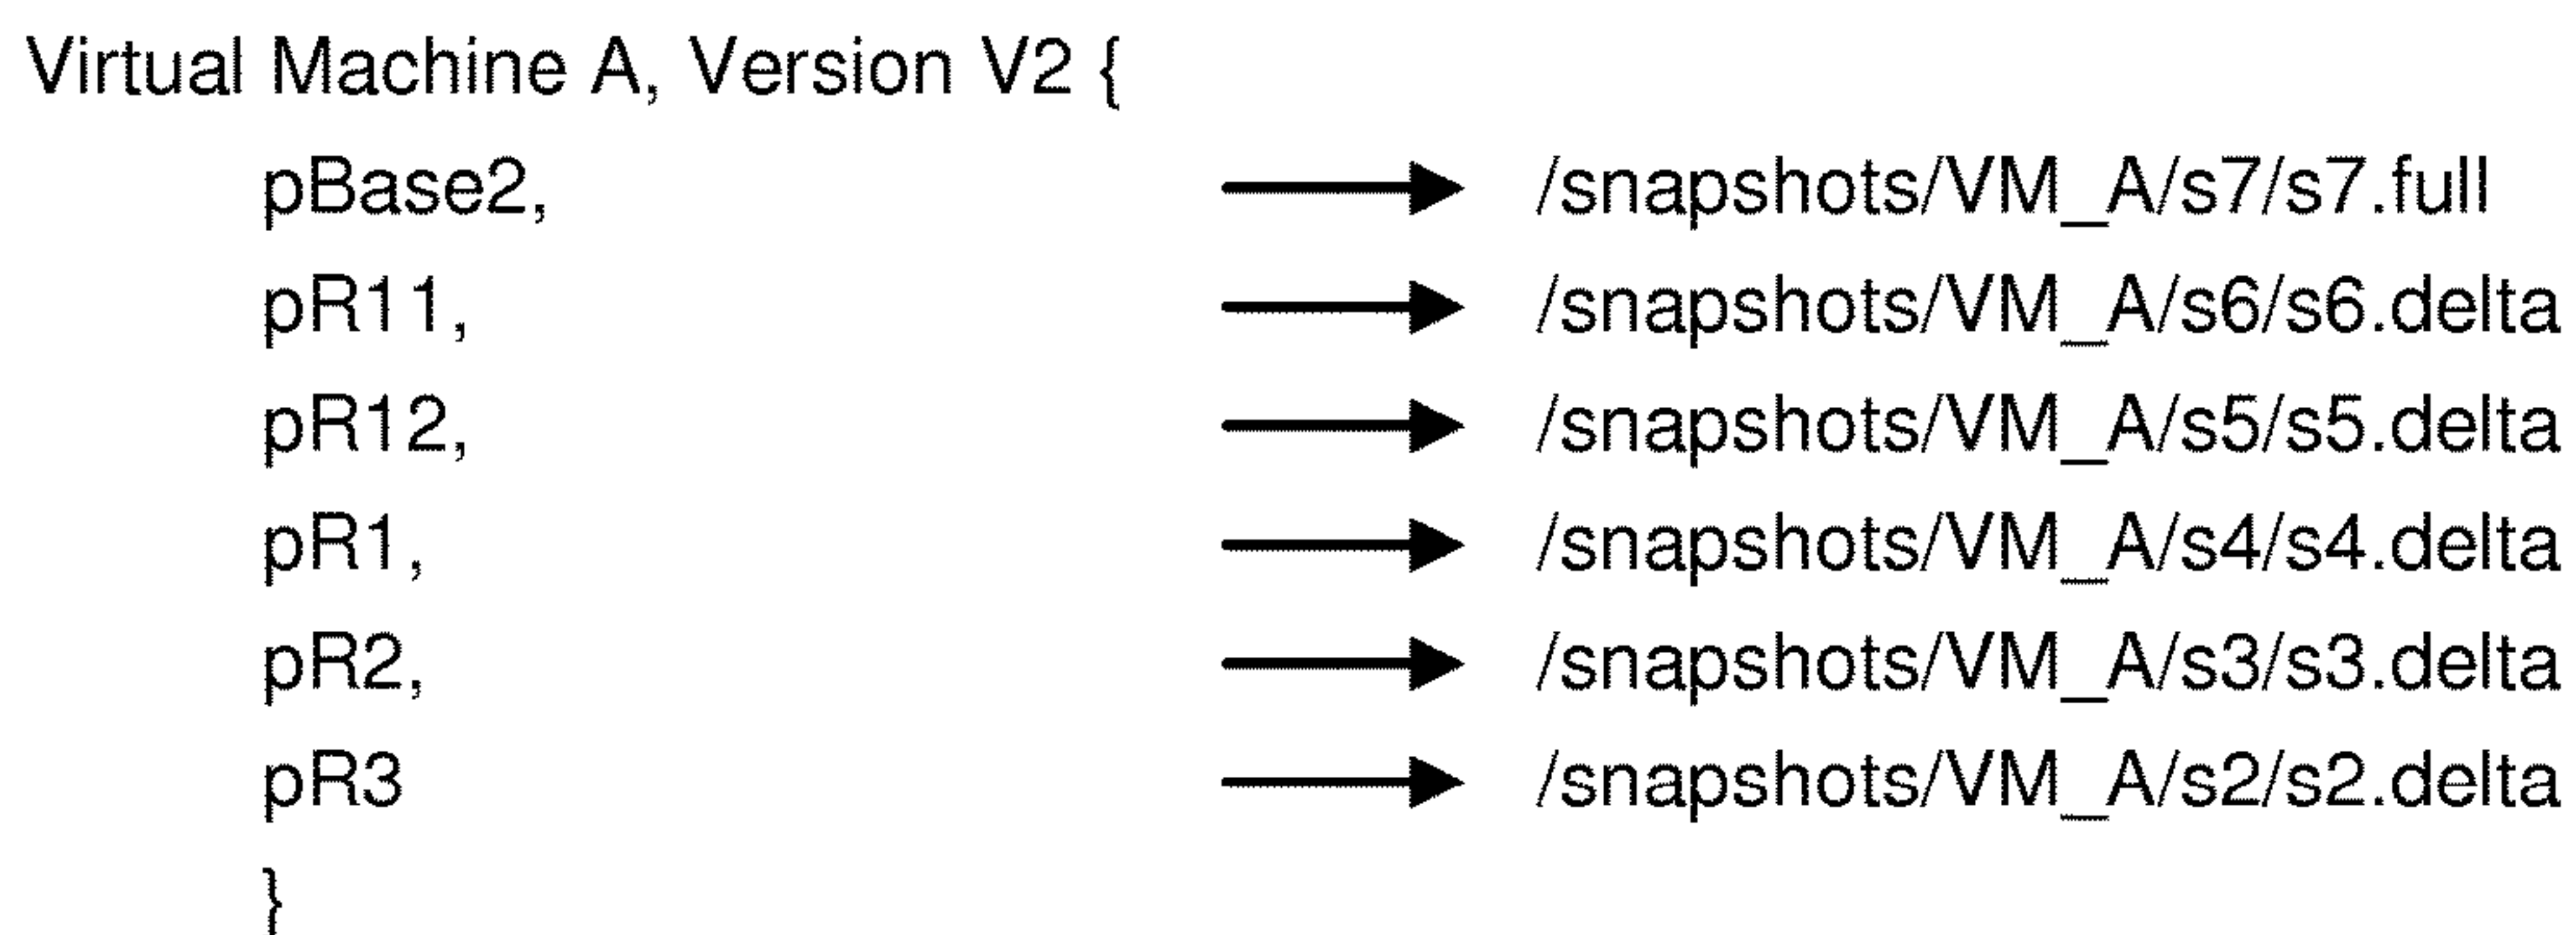 Virtual Machine A, Version V2 {
pBase2, /snapshots/VM_A/s7/s7.full
pR11, /snapshots/VM_A/s6/s6.delta
pR12, /snapshots/VM_A/s5/s5.delta
pR1, /snapshots/VM_A/s4/s4.delta
pR2, /snapshots/VM_A/s3/s3.delta
pR3 /snapshots/VM_A/s2/s2.delta
}